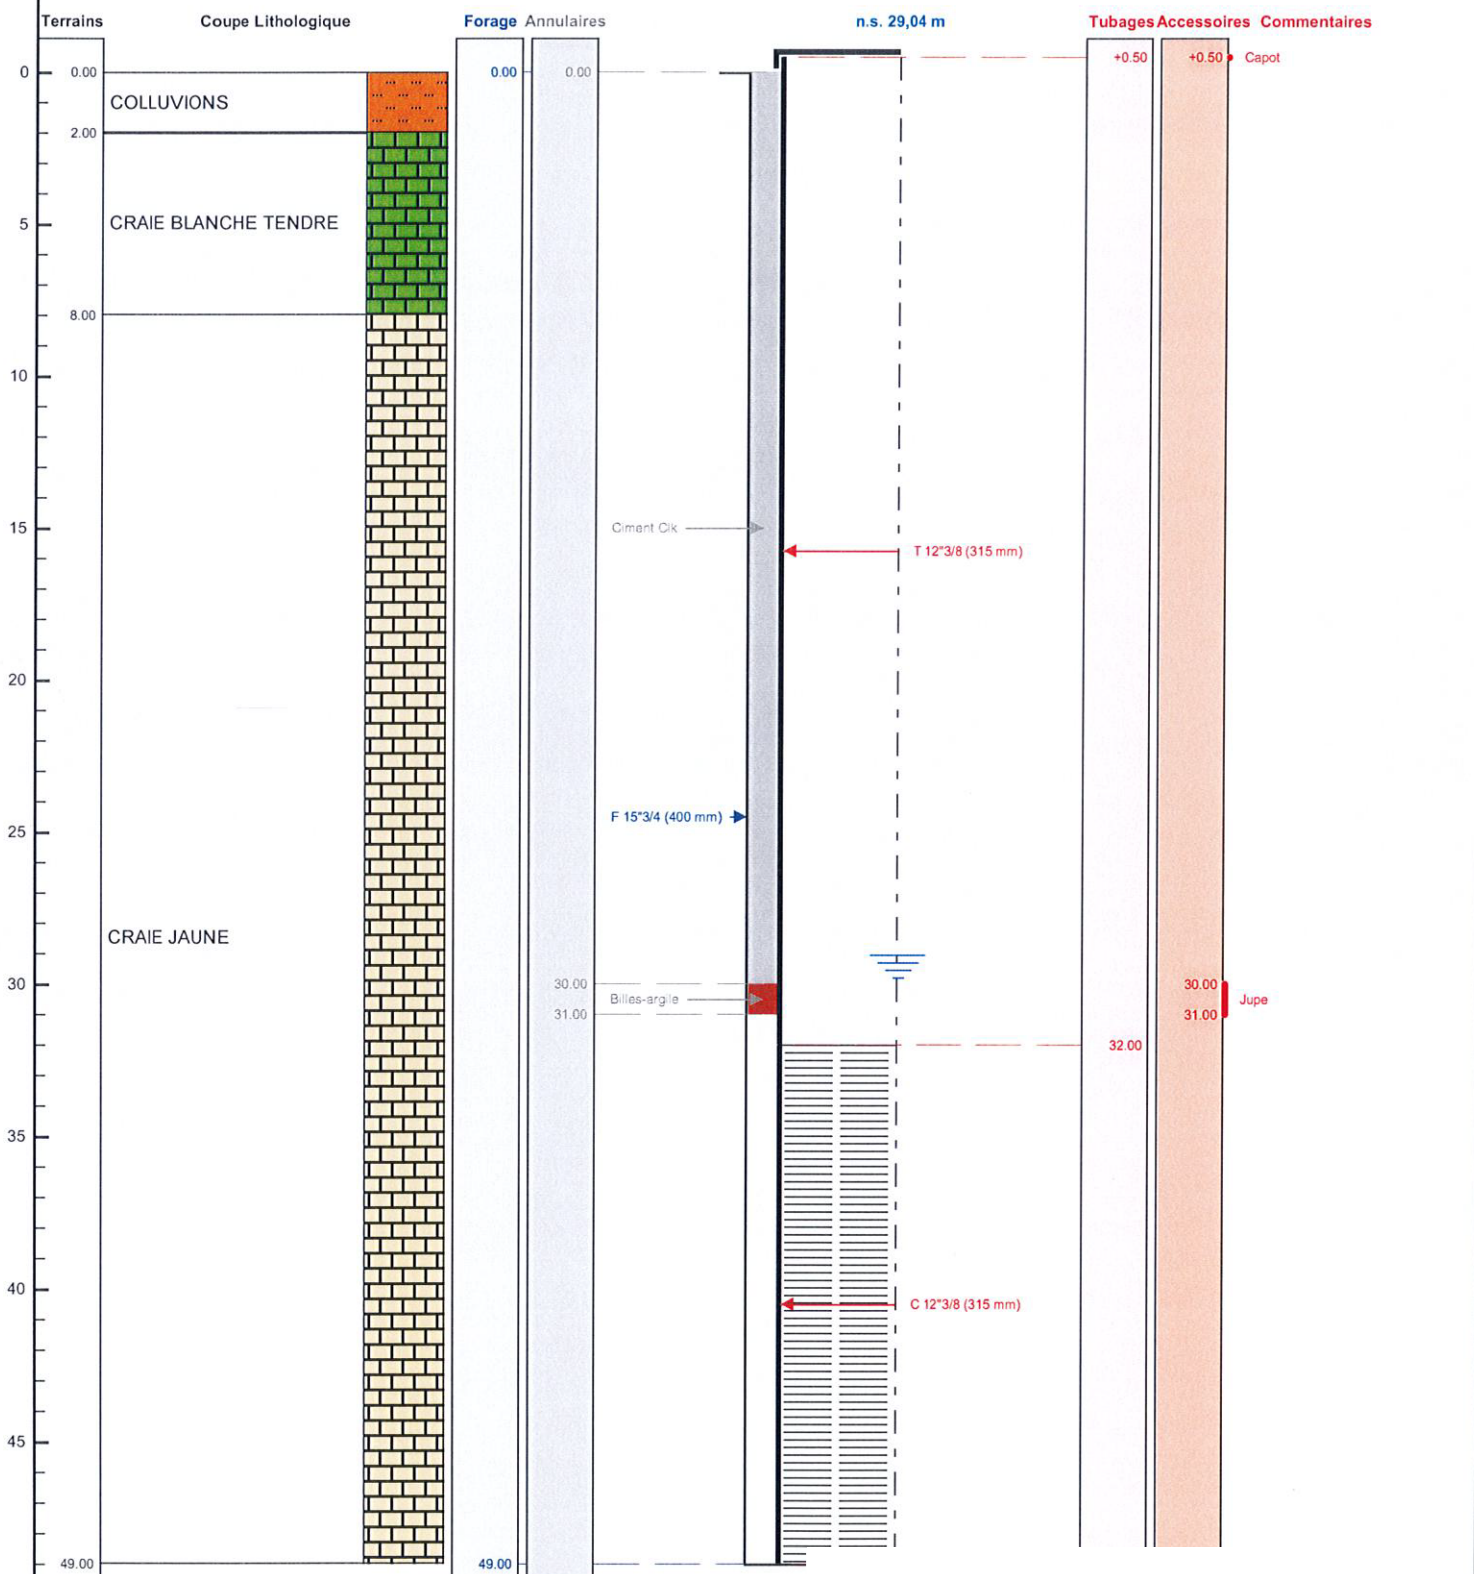 Terrains Coupe Lithologique Forage Annulaires n.s. 29,04 m Tubages Accessoires Commentaires
+0.50 +0.50 Capot
0 0.00 0.00 0.00
COLLUVIONS
2.00
5 CRAIE BLANCHE TENDRE
8.00
10
15 Ciment Clk
T 12"3/8 (315 mm)
20
F 15"3/4 (400 mm)
25
CRAIE JAUNE
30 30.00 30.00
Billes-argile Jupe
31.00 31.00
32.00
35
40
C 12"3/8 (315 mm)
45
49.00 49.00